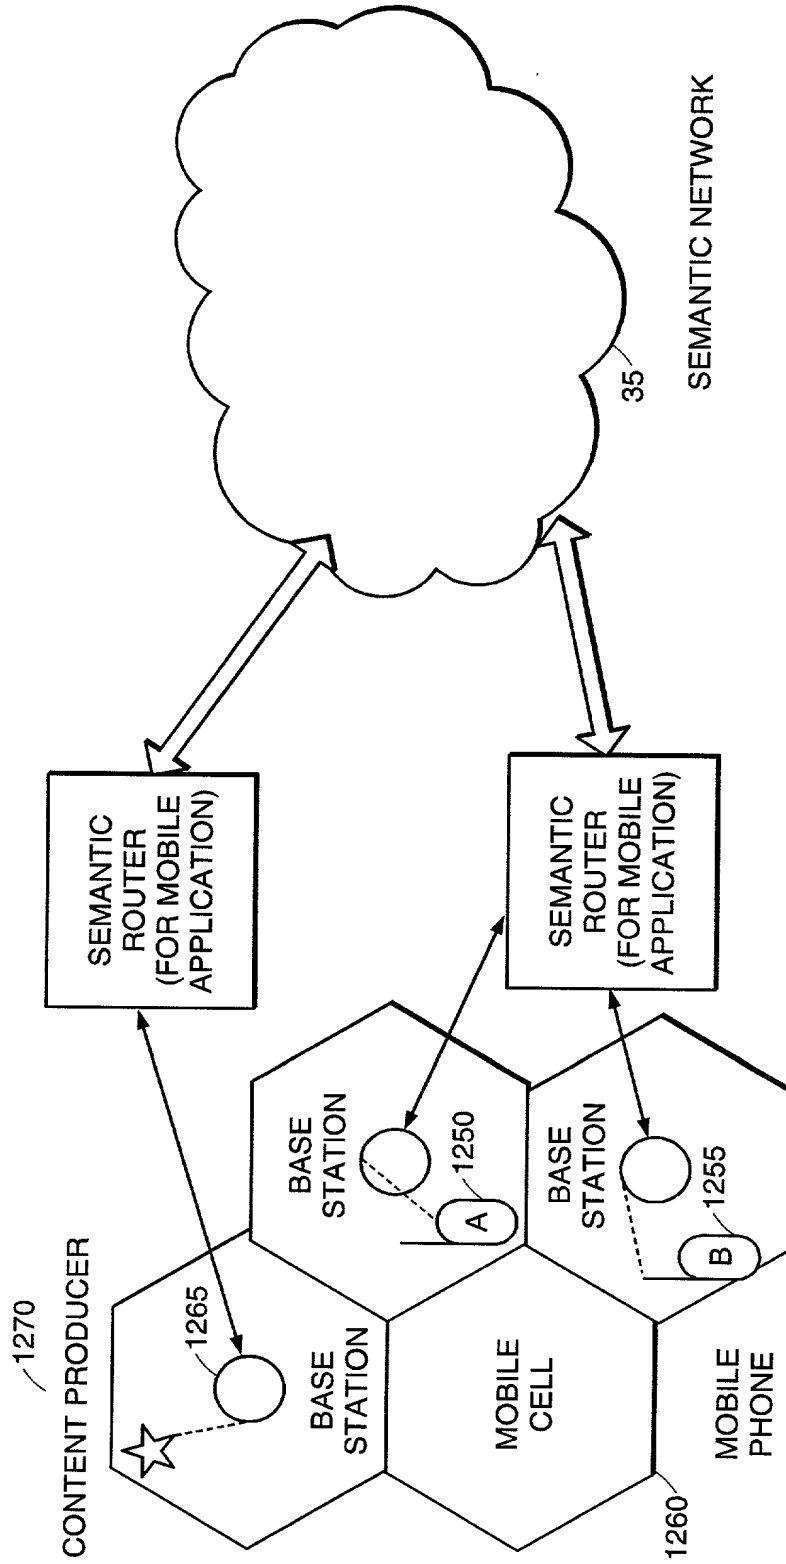 1270
CONTENT PRODUCER
1265
BASE
STATION
BASE
STATION
A
1250
MOBILE
CELL
BASE
STATION
B
1255
1260
MOBILE
PHONE
SEMANTIC
ROUTER
(FOR MOBILE
APPLICATION)
SEMANTIC
ROUTER
(FOR MOBILE
APPLICATION)
35
SEMANTIC NETWORK